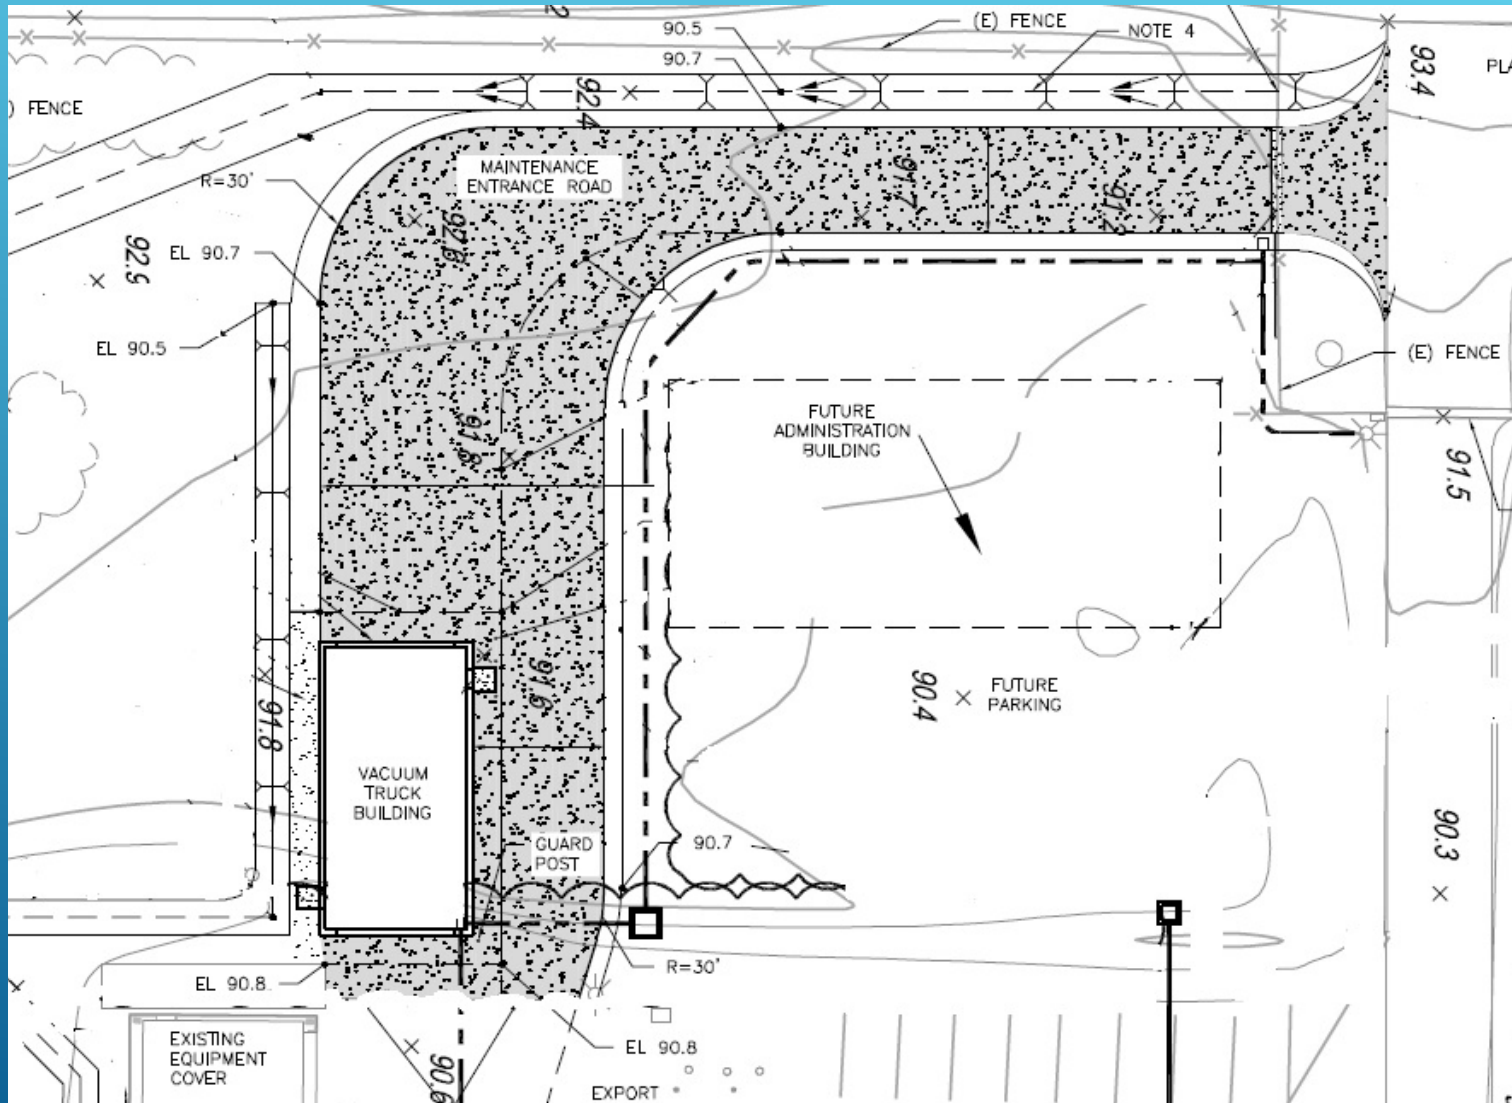 90.5
(E) FENCE
NOTE 4
90.7
93.4
) FENCE
92.4
MAINTENANCE
ENTRANCE ROAD
R=30'
91.7
91.2
92.6
92.9
EL 90.7
EL 90.5
(E) FENCE
FUTURE
ADMINISTRATION
BUILDING
91.8
91.5
91.6
90.4
FUTURE
PARKING
91.8
VACUUM
TRUCK
BUILDING
GUARD
POST
90.7
90.3
R=30'
EL 90.8
EXISTING
EQUIPMENT
COVER
EL 90.8
90.6
EXPORT